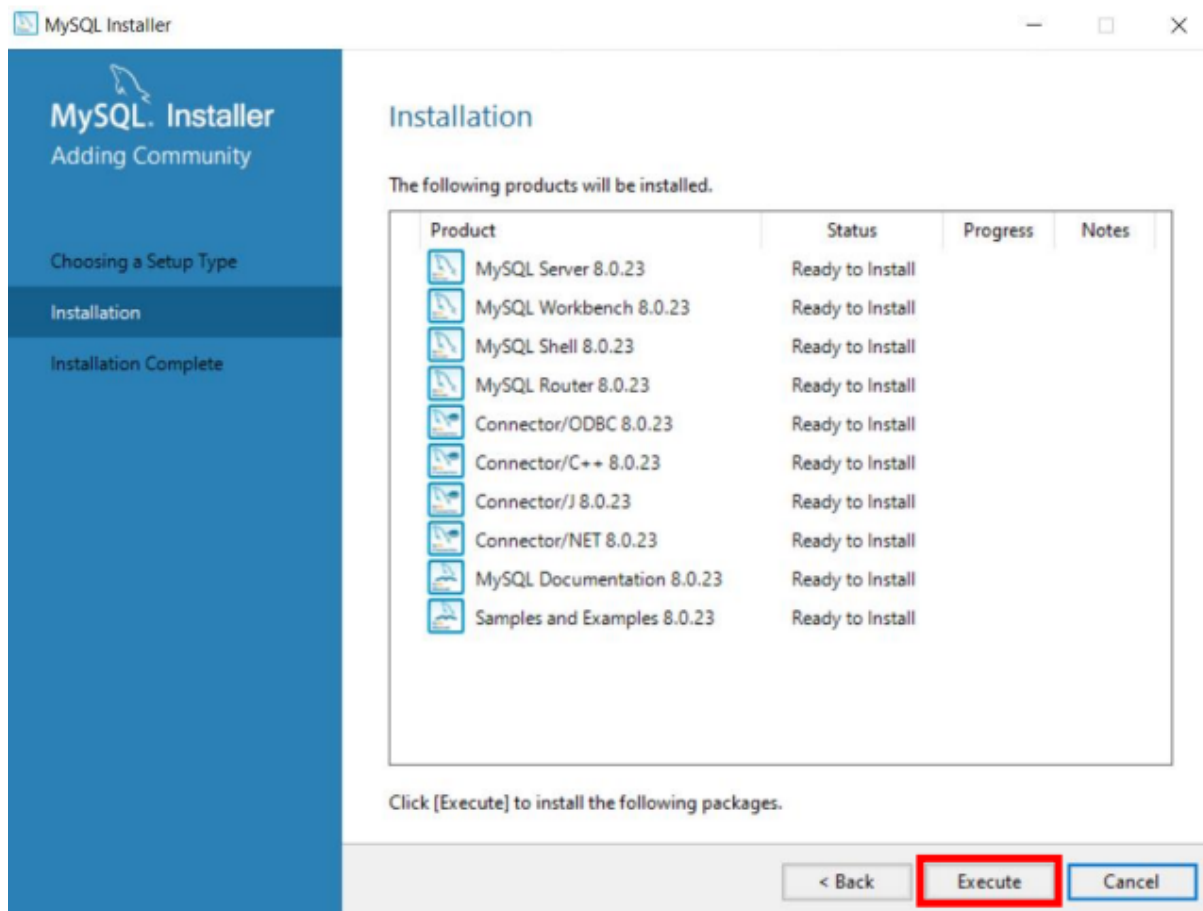 MySQL Installer
MySQL. Installer
Adding Community
Choosing a Setup Type
Installation
Installation Complete
Installation
The following products will be installed.
Product Status Progress Notes
MySQL Server 8.0.23 Ready to Install
MySQL Workbench 8.0.23 Ready to Install
MySQL Shell 8.0.23 Ready to Install
MySQL Router 8.0.23 Ready to Install
Connector/ODBC 8.0.23 Ready to Install
Connector/C++ 8.0.23 Ready to Install
Connector/J 8.0.23 Ready to Install
Connector/NET 8.0.23 Ready to Install
MySQL Documentation 8.0.23 Ready to Install
Samples and Examples 8.0.23 Ready to Install
Click [Execute] to install the following packages.
< Back Execute Cancel